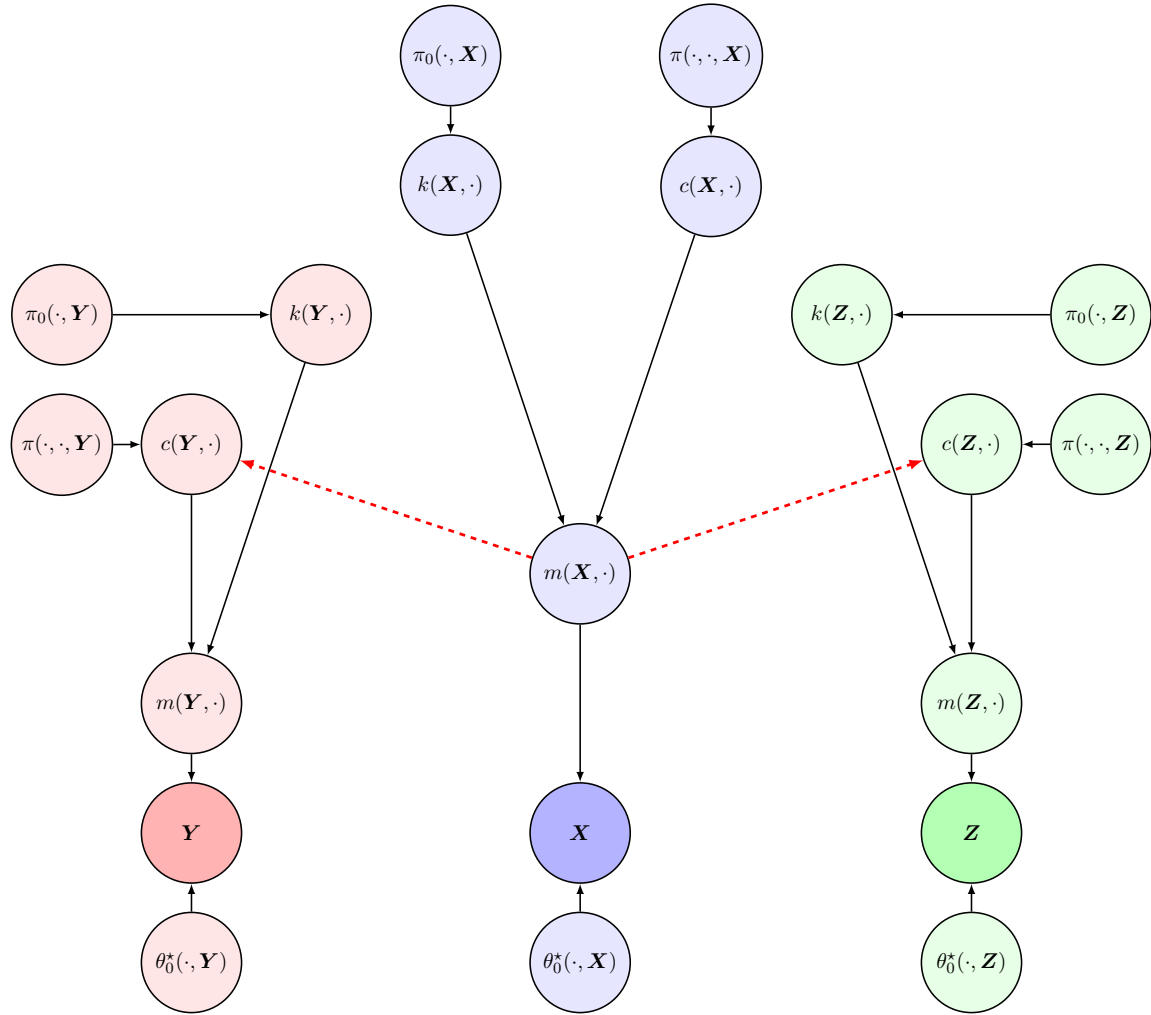 π₀(·, X)
π(·, ·, X)
k(X, ·)
c(X, ·)
π₀(·, Y)
k(Y, ·)
k(Z, ·)
π₀(·, Z)
π(·, ·, Y)
c(Y, ·)
c(Z, ·)
π(·, ·, Z)
m(X, ·)
m(Y, ·)
m(Z, ·)
Y
X
Z
θ₀⋆(·, Y)
θ₀⋆(·, X)
θ₀⋆(·, Z)